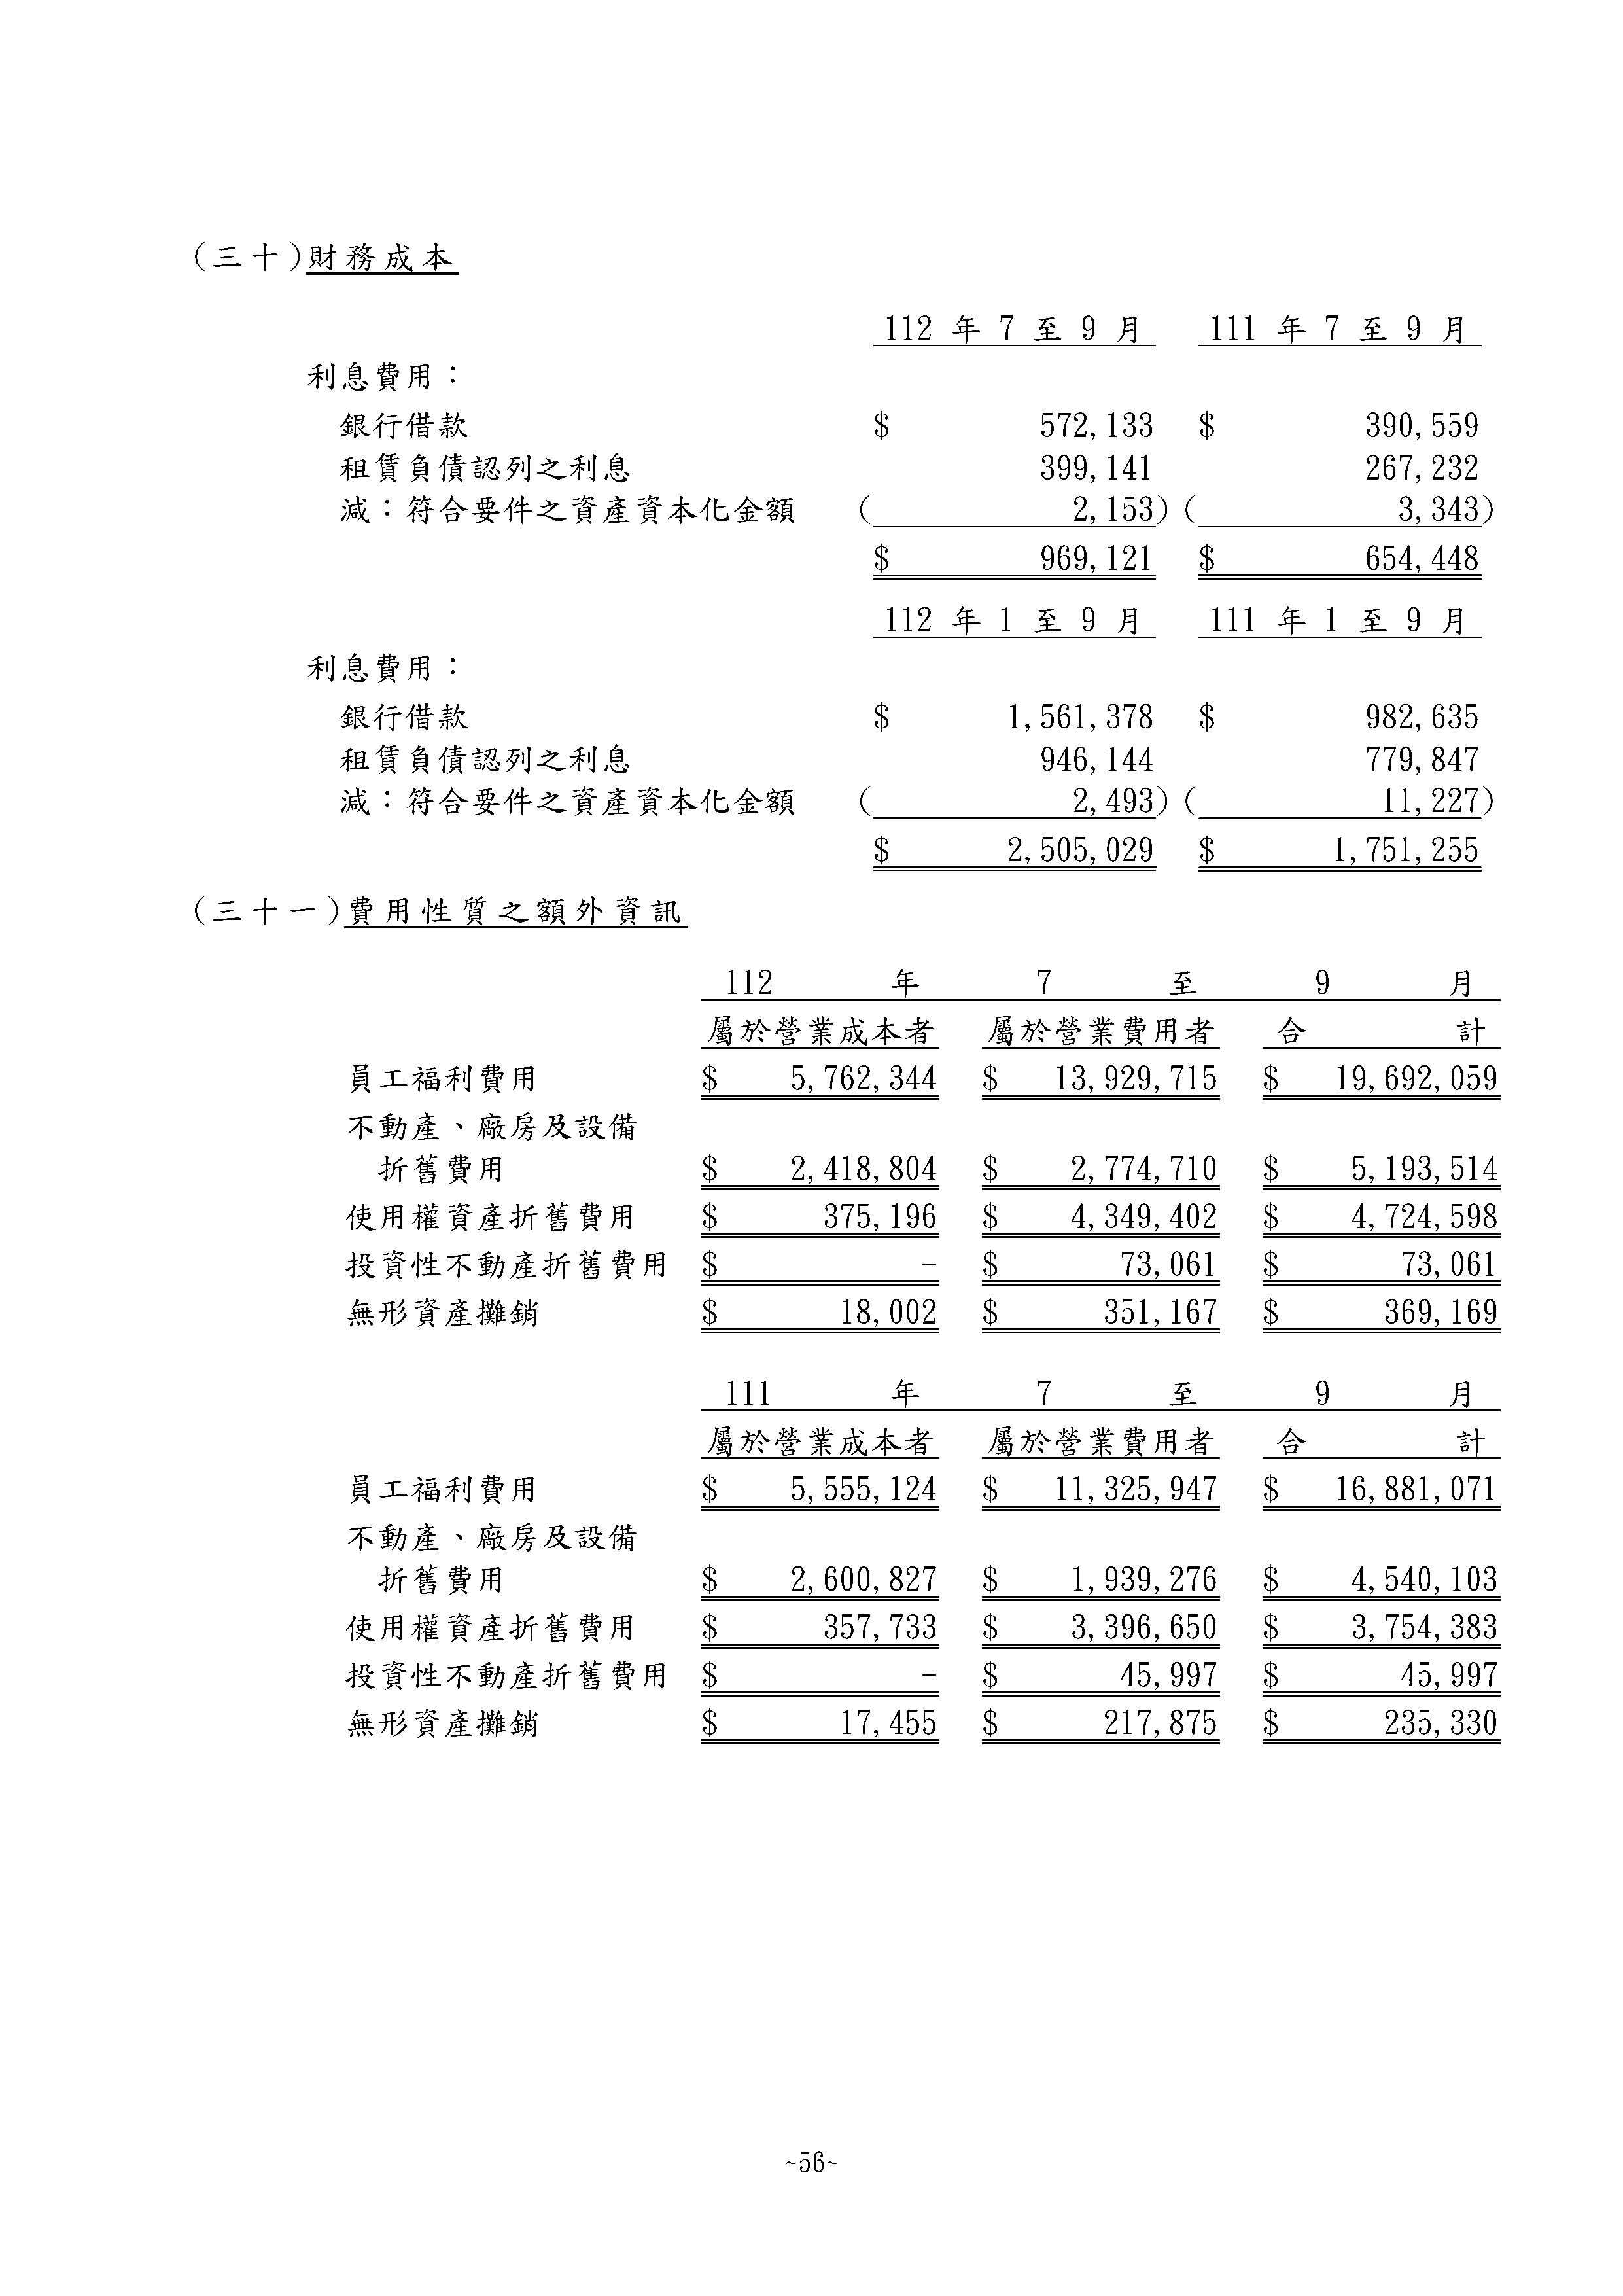 (三十)財務成本
112 年 7 至 9 月 111 年 7 至 9 月
利息費用：
銀行借款 $ 572,133 $ 390,559
租賃負債認列之利息 399,141 267,232
減：符合要件之資產資本化金額 ( 2,153) ( 3,343)
$ 969,121 $ 654,448
112 年 1 至 9 月 111 年 1 至 9 月
利息費用：
銀行借款 $ 1,561,378 $ 982,635
租賃負債認列之利息 946,144 779,847
減：符合要件之資產資本化金額 ( 2,493) ( 11,227)
$ 2,505,029 $ 1,751,255
(三十一)費用性質之額外資訊
112 年 7 至 9 月
屬於營業成本者 屬於營業費用者 合 計
員工福利費用 $ 5,762,344 $ 13,929,715 $ 19,692,059
不動產、廠房及設備
折舊費用 $ 2,418,804 $ 2,774,710 $ 5,193,514
使用權資產折舊費用 $ 375,196 $ 4,349,402 $ 4,724,598
投資性不動產折舊費用 $ - $ 73,061 $ 73,061
無形資產攤銷 $ 18,002 $ 351,167 $ 369,169
111 年 7 至 9 月
屬於營業成本者 屬於營業費用者 合 計
員工福利費用 $ 5,555,124 $ 11,325,947 $ 16,881,071
不動產、廠房及設備
折舊費用 $ 2,600,827 $ 1,939,276 $ 4,540,103
使用權資產折舊費用 $ 357,733 $ 3,396,650 $ 3,754,383
投資性不動產折舊費用 $ - $ 45,997 $ 45,997
無形資產攤銷 $ 17,455 $ 217,875 $ 235,330
~56~